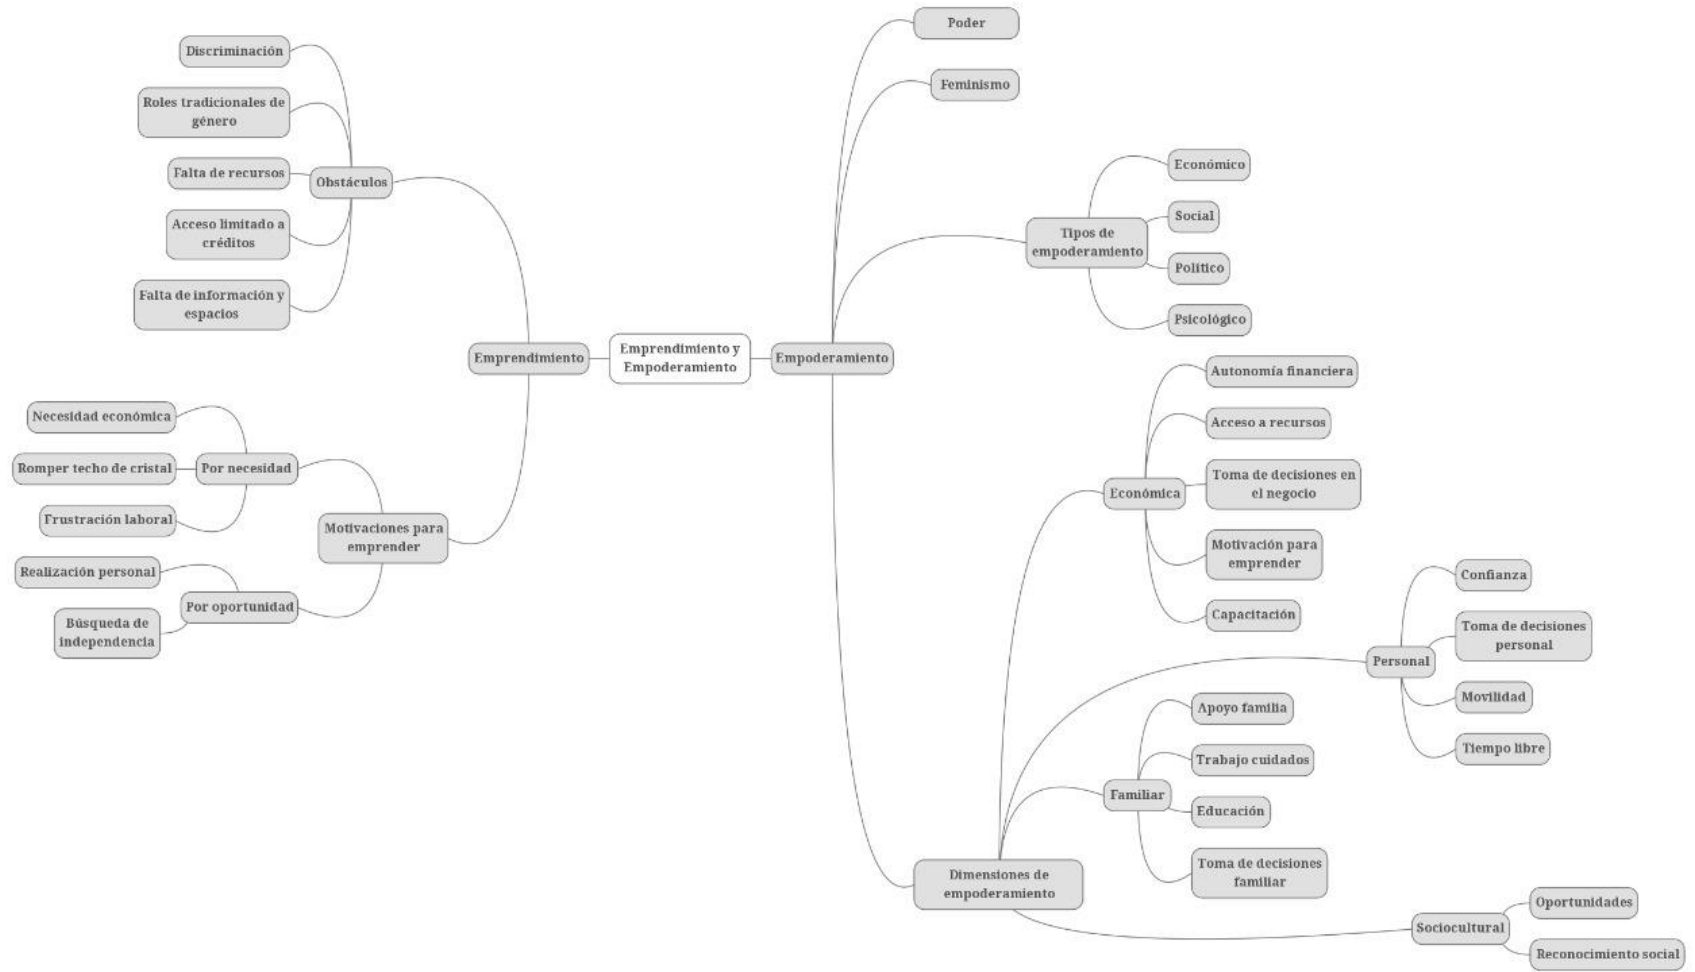 Emprendimiento y
Empoderamiento
Emprendimiento
Obstáculos
Discriminación
Roles tradicionales de
género
Falta de recursos
Acceso limitado a
créditos
Falta de información y
espacios
Motivaciones para
emprender
Por necesidad
Necesidad económica
Romper techo de cristal
Frustración laboral
Por oportunidad
Realización personal
Búsqueda de
independencia
Empoderamiento
Poder
Feminismo
Tipos de
empoderamiento
Económico
Social
Político
Psicológico
Dimensiones de
empoderamiento
Económica
Autonomía financiera
Acceso a recursos
Toma de decisiones en
el negocio
Motivación para
emprender
Capacitación
Personal
Confianza
Toma de decisiones
personal
Movilidad
Tiempo libre
Familiar
Apoyo familia
Trabajo cuidados
Educación
Toma de decisiones
familiar
Sociocultural
Oportunidades
Reconocimiento social